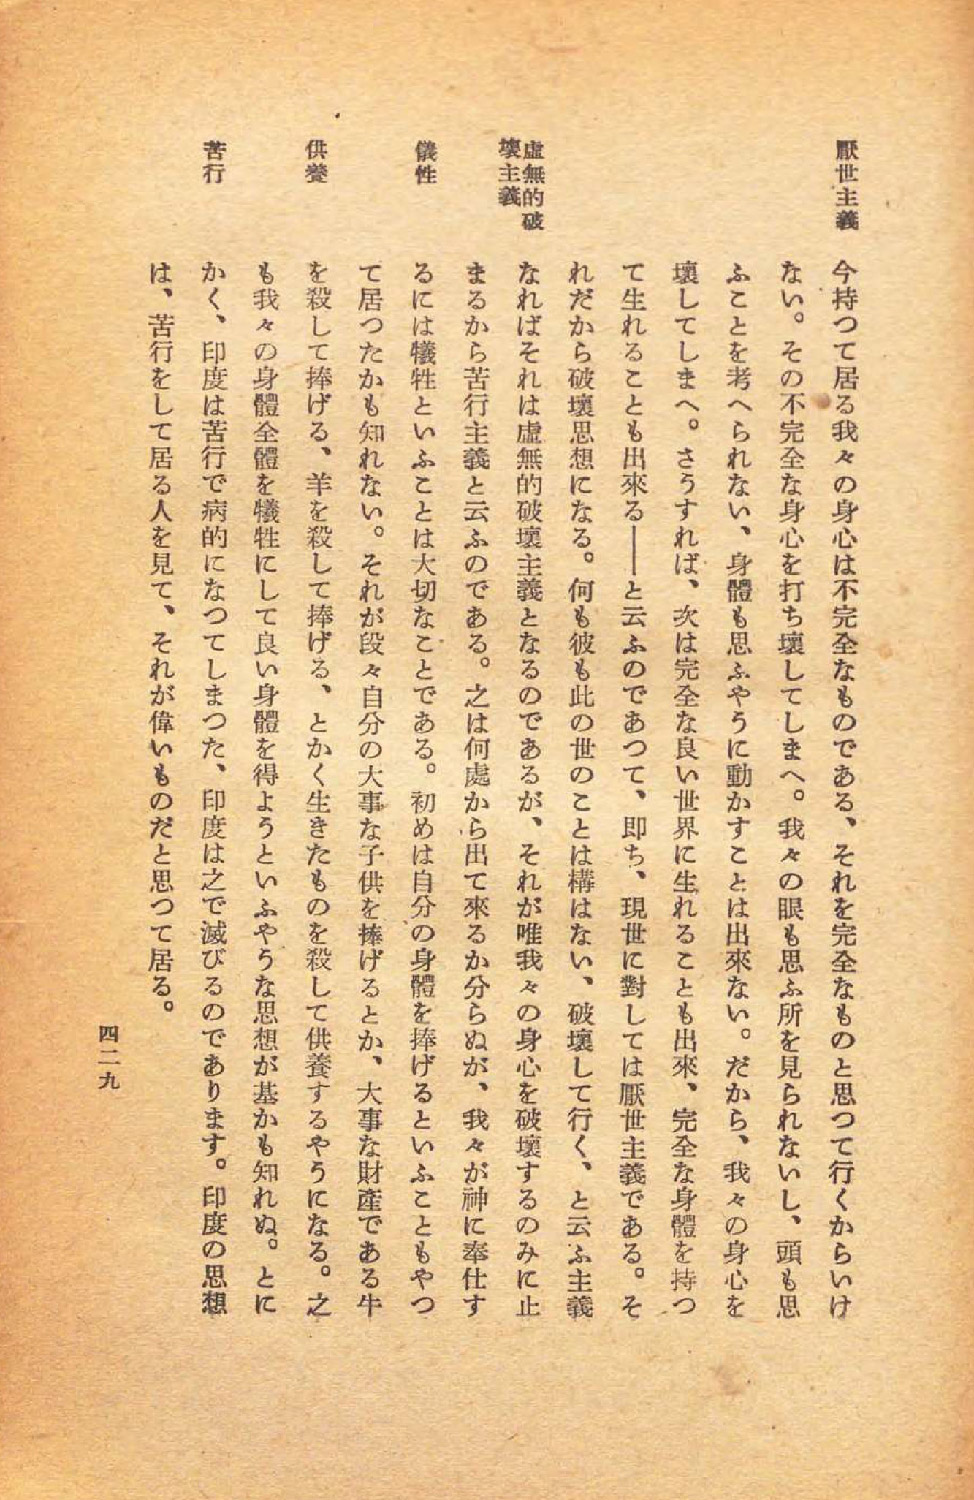 厭世主義
今持つて居る我々の身心は不完全なものである、それを完全なものと思つて行くからいけ
ない。その不完全な身心を打ち壞してしまへ。我々の眼も思ふ所を見られないし、頭も思
ふことを考へられない、身體も思ふやうに動かすことは出來ない。だから、我々の身心を
壞してしまへ。さうすれば、次は完全な良い世界に生れることも出來、完全な身體を持つ
て生れることも出來る――と云ふのであつて、即ち、現世に對しては厭世主義である。そ
れだから破壞思想になる。何も彼も此の世のことは構はない、破壞して行く、と云ふ主義
虛無的破
壞主義
なればそれは虛無的破壞主義となるのであるが、それが唯我々の身心を破壞するのみに止
まるから苦行主義と云ふのである。之は何處から出て來るか分らぬが、我々が神に奉仕す
犧牲
るには犧牲といふことは大切なことである。初めは自分の身體を捧げるといふこともやつ
て居つたかも知れない。それが段々自分の大事な子供を捧げるとか、大事な財產である牛
供養
を殺して捧げる、羊を殺して捧げる、とかく生きたものを殺して供養するやうになる。之
も我々の身體全體を犧牲にして良い身體を得ようといふやうな思想が基かも知れぬ。とに
苦行
かく、印度は苦行で病的になつてしまつた、印度は之で滅びるのであります。印度の思想
は、苦行をして居る人を見て、それが偉いものだと思つて居る。
四二九